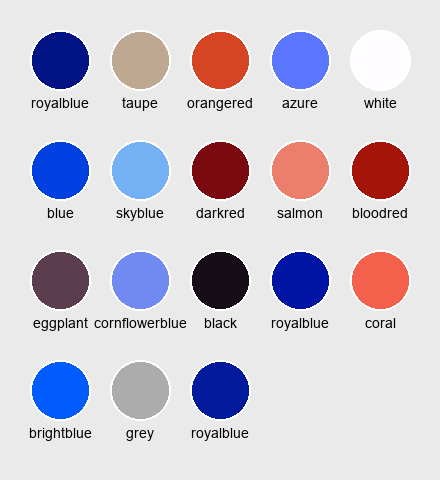 royalblue taupe orangered azure white
blue skyblue darkred salmon bloodred
eggplant cornflowerblue black royalblue coral
brightblue grey royalblue